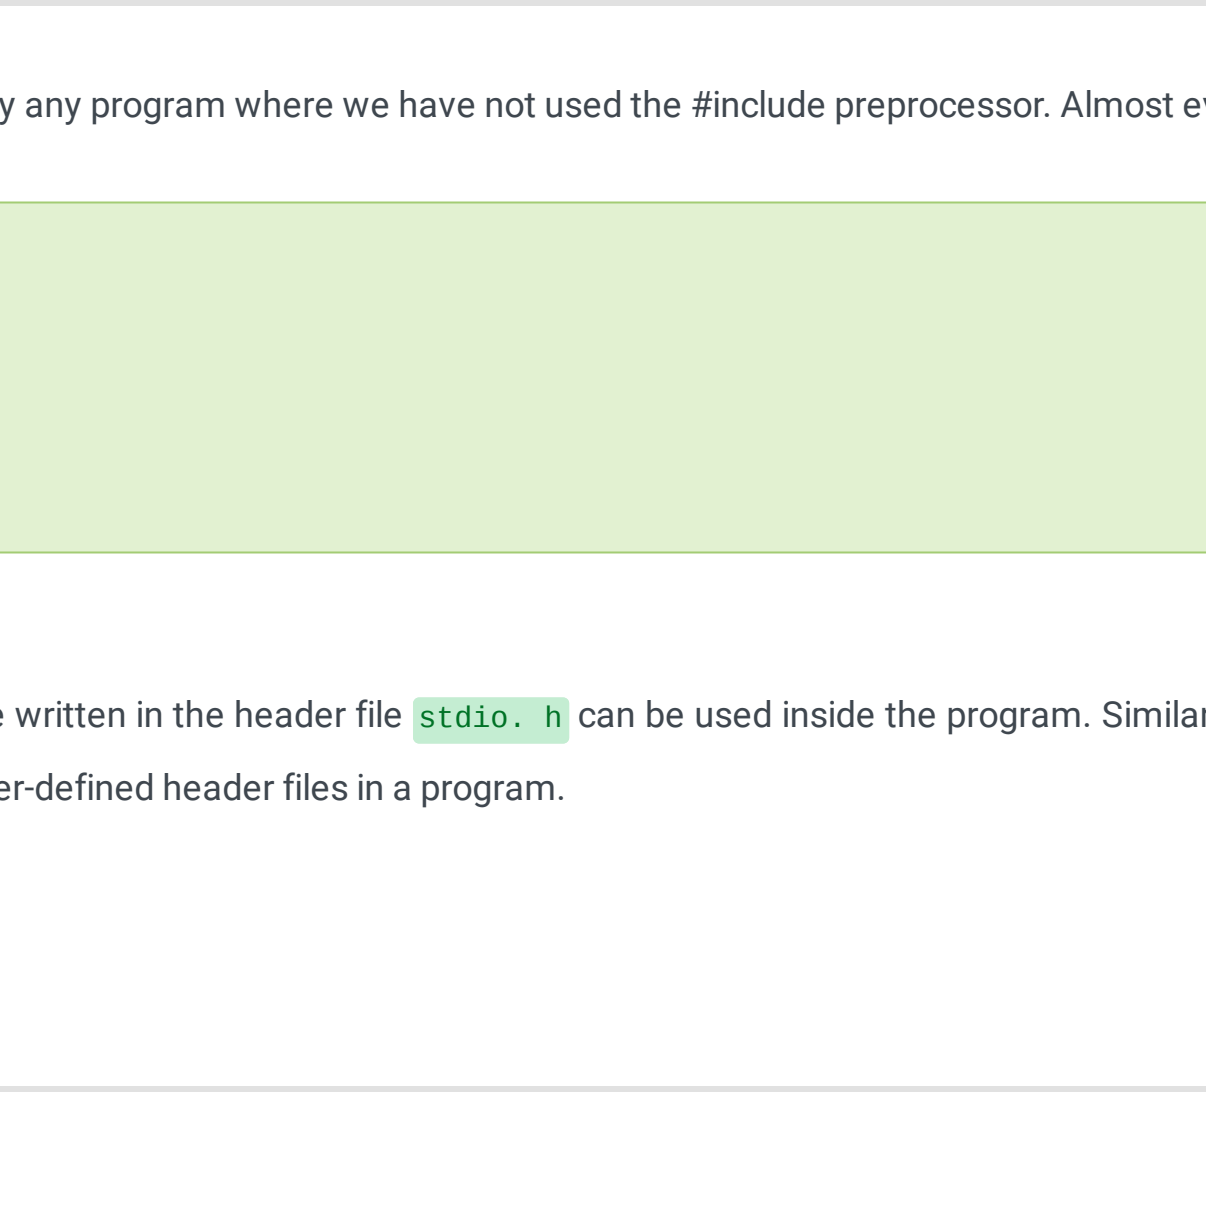 y any program where we have not used the #include preprocessor. Almost ev
e written in the header file stdio. h can be used inside the program. Similar
er-defined header files in a program.